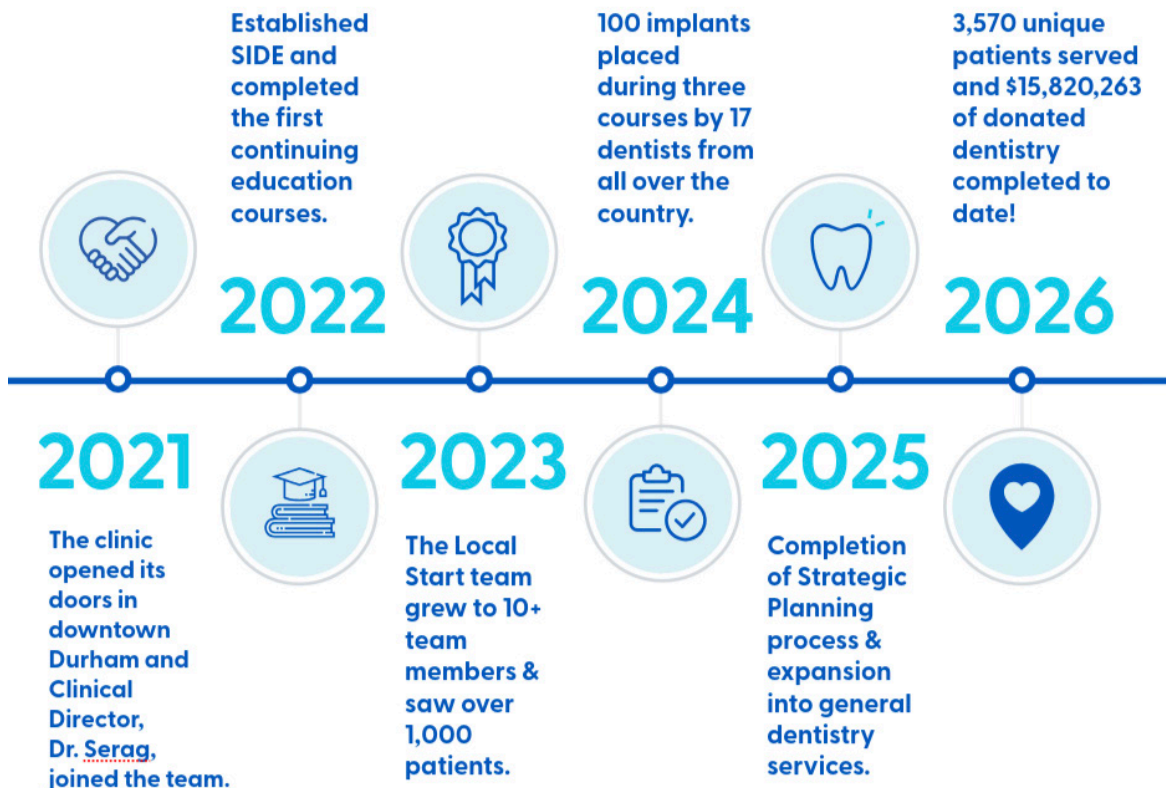 2021
The clinic
opened its
doors in
downtown
Durham and
Clinical
Director,
Dr. Serag,
joined the team.
Established
SIDE and
completed
the first
continuing
education
courses.
2022
2023
The Local
Start team
grew to 10+
team
members &
saw over
1,000
patients.
100 implants
placed
during three
courses by 17
dentists from
all over the
country.
2024
2025
Completion
of Strategic
Planning
process &
expansion
into general
dentistry
services.
3,570 unique
patients served
and $15,820,263
of donated
dentistry
completed to
date!
2026